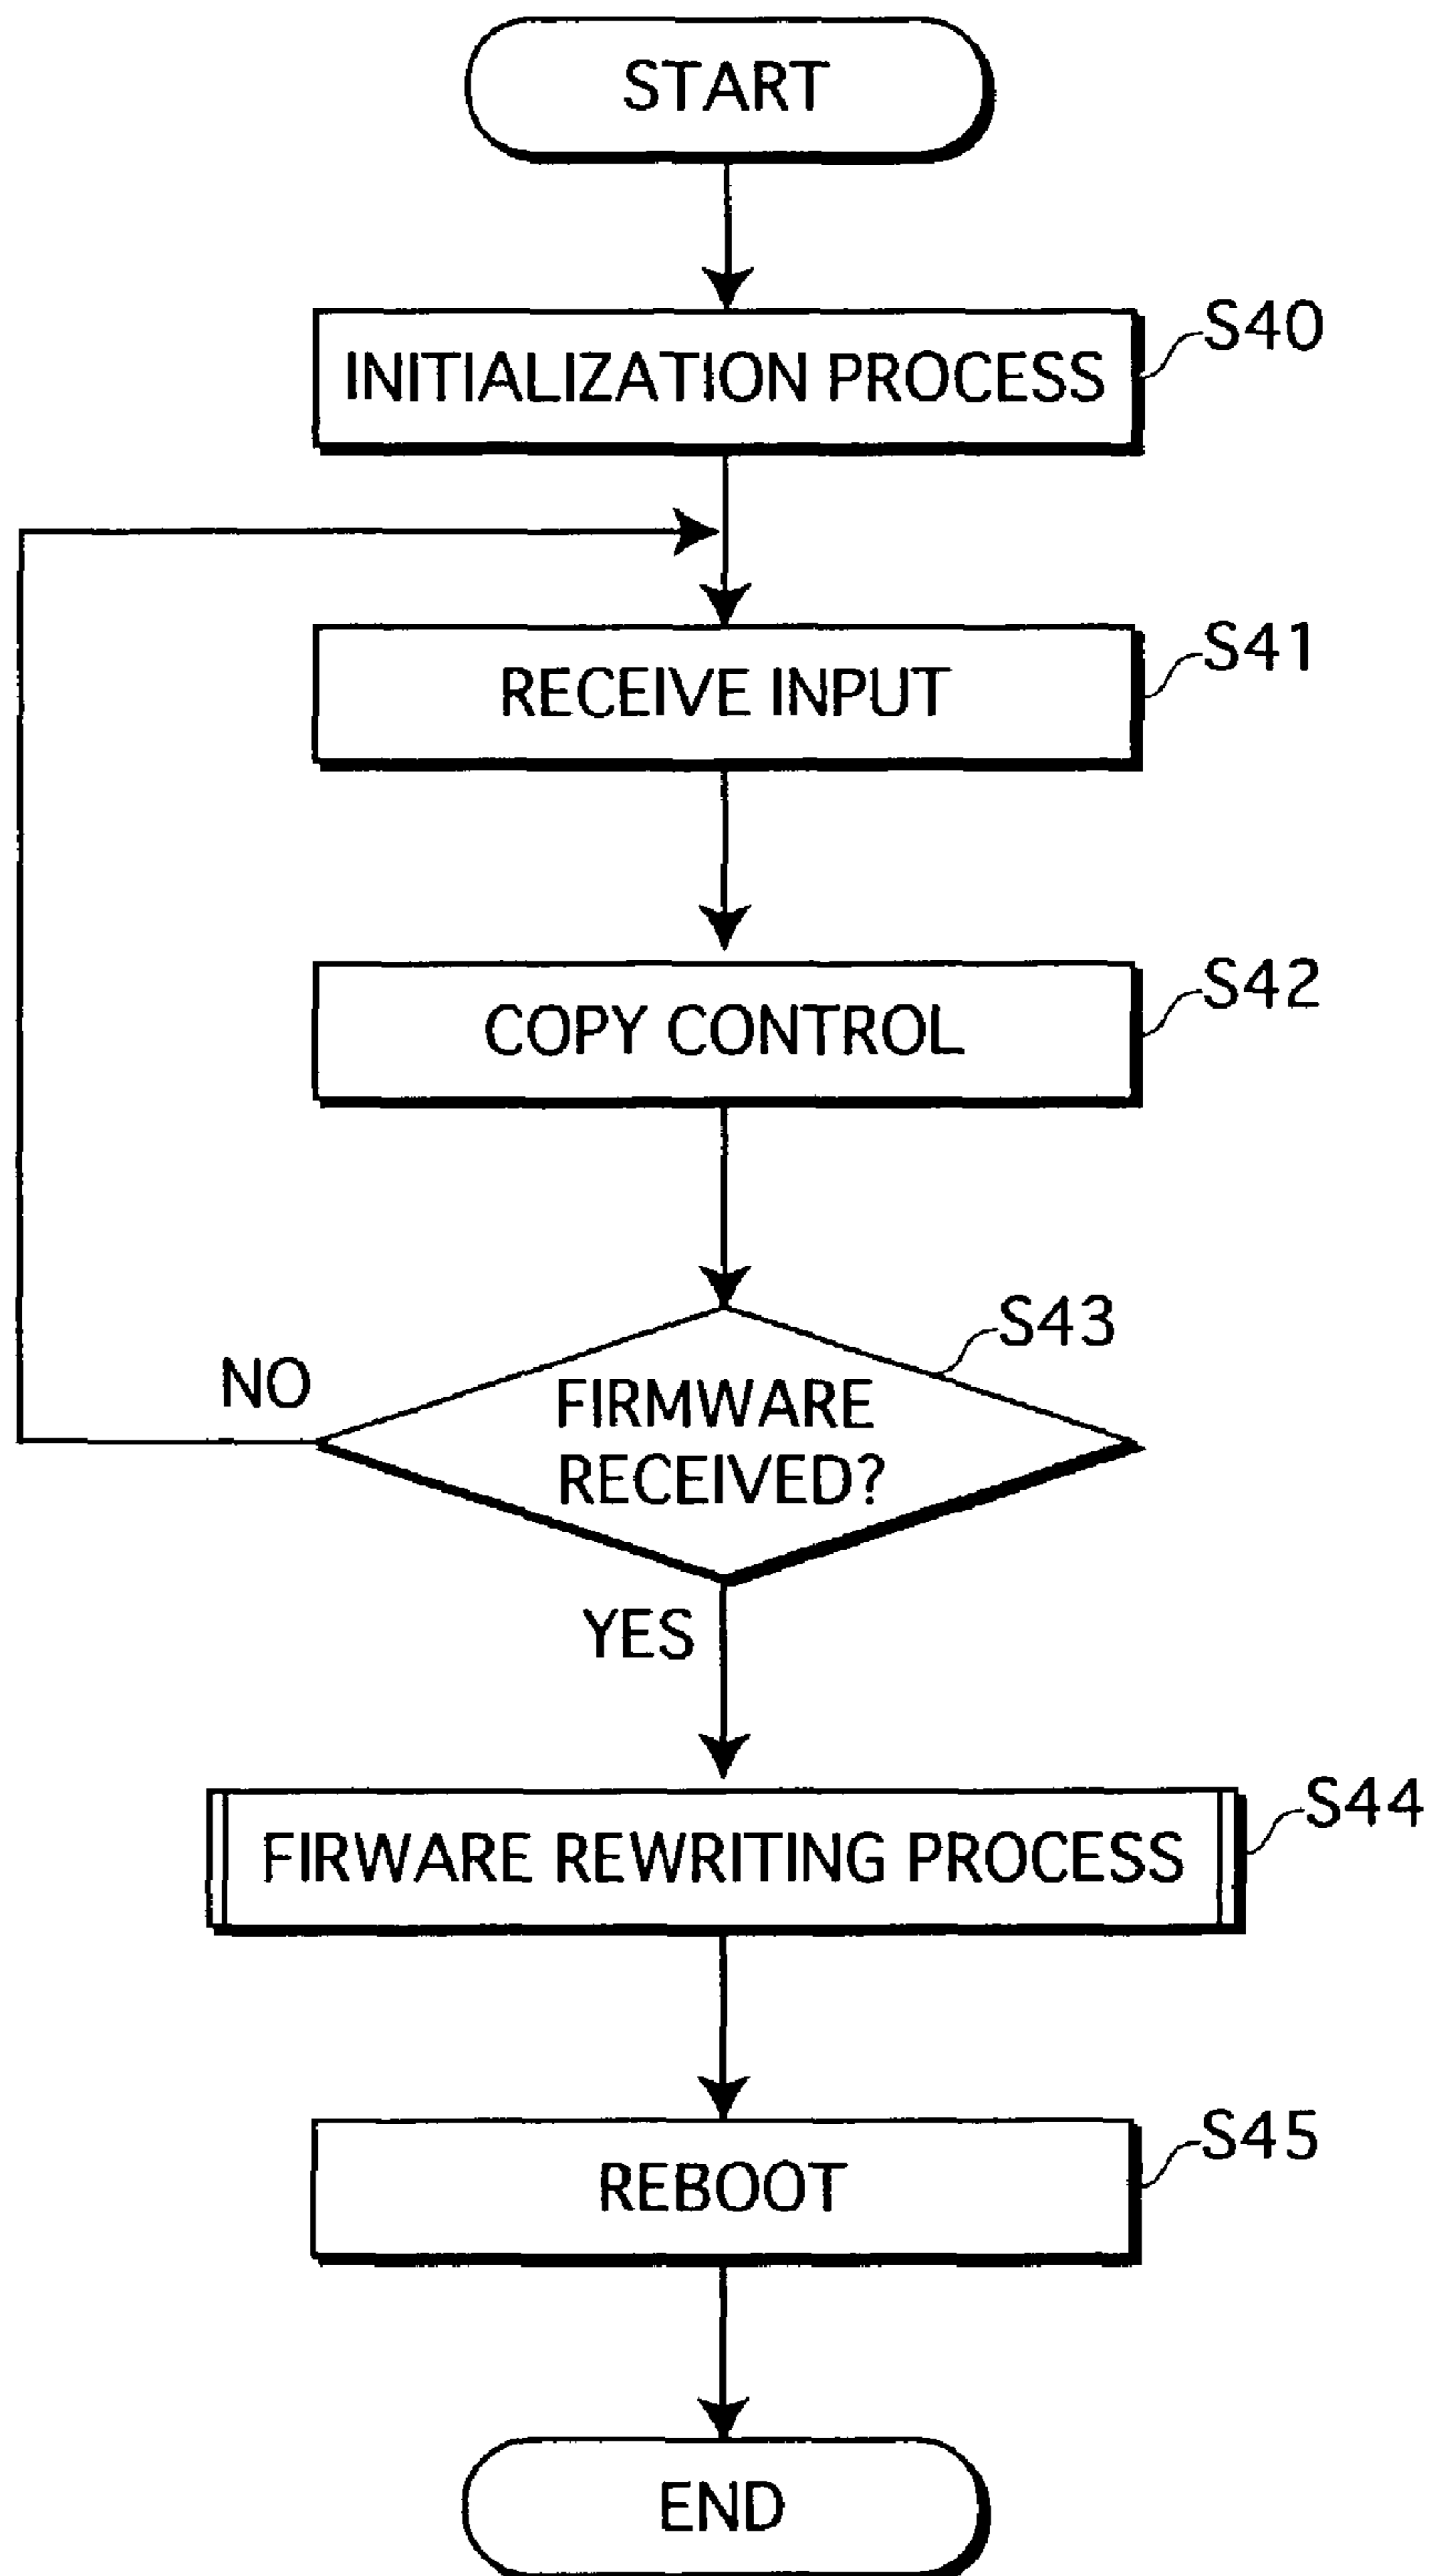 START
INITIALIZATION PROCESS
S40
RECEIVE INPUT
S41
COPY CONTROL
S42
S43
NO
FIRMWARE
RECEIVED?
YES
FIRWARE REWRITING PROCESS
S44
REBOOT
S45
END